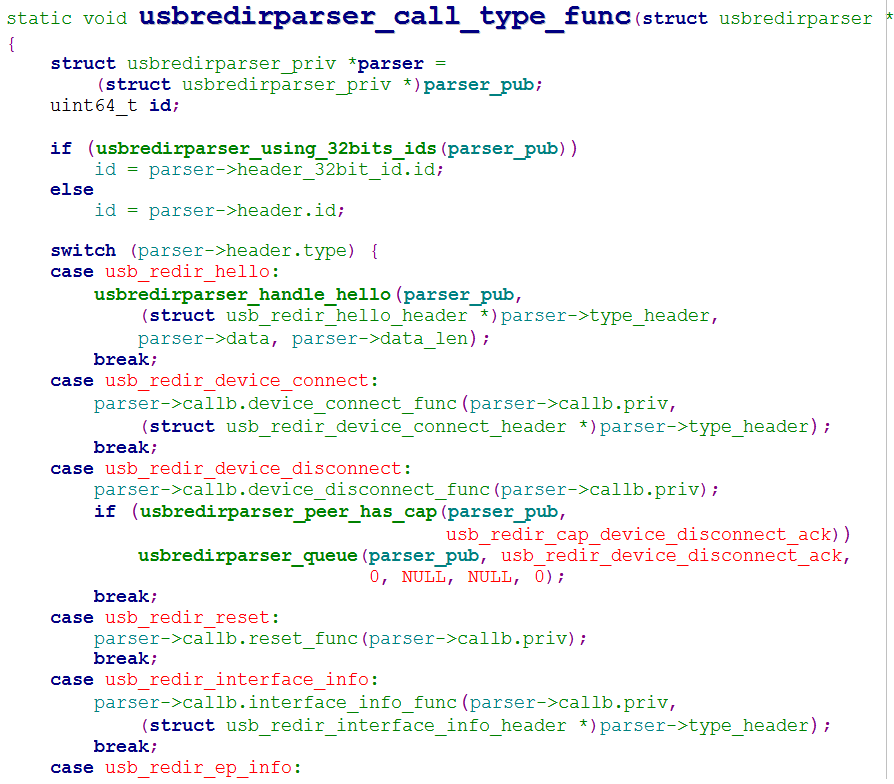 static void usbredirparser_call_type_func(struct usbredirparser *
{
    struct usbredirparser_priv *parser =
        (struct usbredirparser_priv *)parser_pub;
    uint64_t id;

    if (usbredirparser_using_32bits_ids(parser_pub))
        id = parser->header_32bit_id.id;
    else
        id = parser->header.id;

    switch (parser->header.type) {
    case usb_redir_hello:
        usbredirparser_handle_hello(parser_pub,
            (struct usb_redir_hello_header *)parser->type_header,
            parser->data, parser->data_len);
        break;
    case usb_redir_device_connect:
        parser->callb.device_connect_func(parser->callb.priv,
            (struct usb_redir_device_connect_header *)parser->type_header);
        break;
    case usb_redir_device_disconnect:
        parser->callb.device_disconnect_func(parser->callb.priv);
        if (usbredirparser_peer_has_cap(parser_pub,
                                        usb_redir_cap_device_disconnect_ack))
            usbredirparser_queue(parser_pub, usb_redir_device_disconnect_ack,
                                 0, NULL, NULL, 0);
        break;
    case usb_redir_reset:
        parser->callb.reset_func(parser->callb.priv);
        break;
    case usb_redir_interface_info:
        parser->callb.interface_info_func(parser->callb.priv,
            (struct usb_redir_interface_info_header *)parser->type_header);
        break;
    case usb_redir_ep_info: